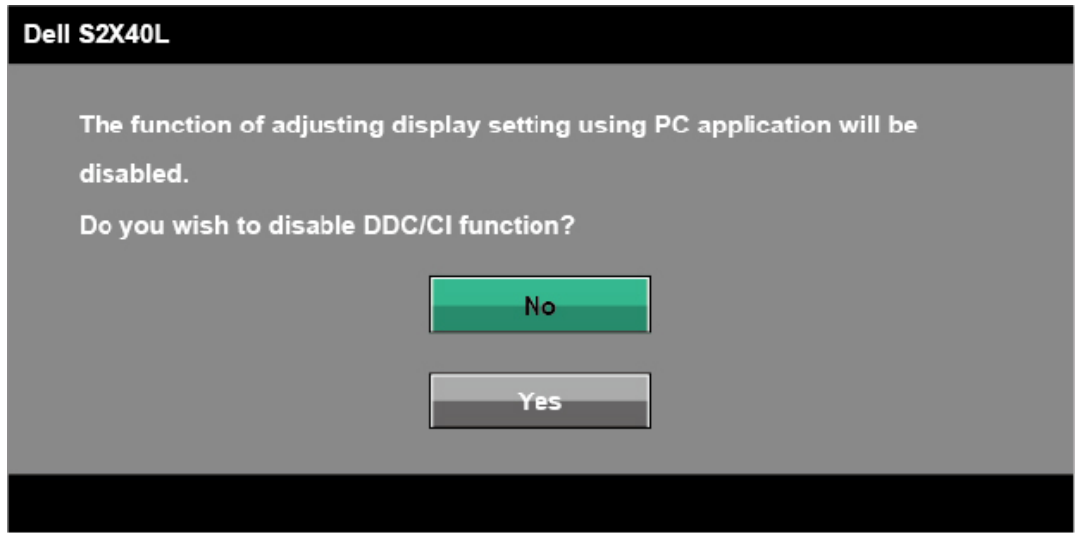 Dell S2X40L
The function of adjusting display setting using PC application will be
disabled.
Do you wish to disable DDC/CI function?
No
Yes